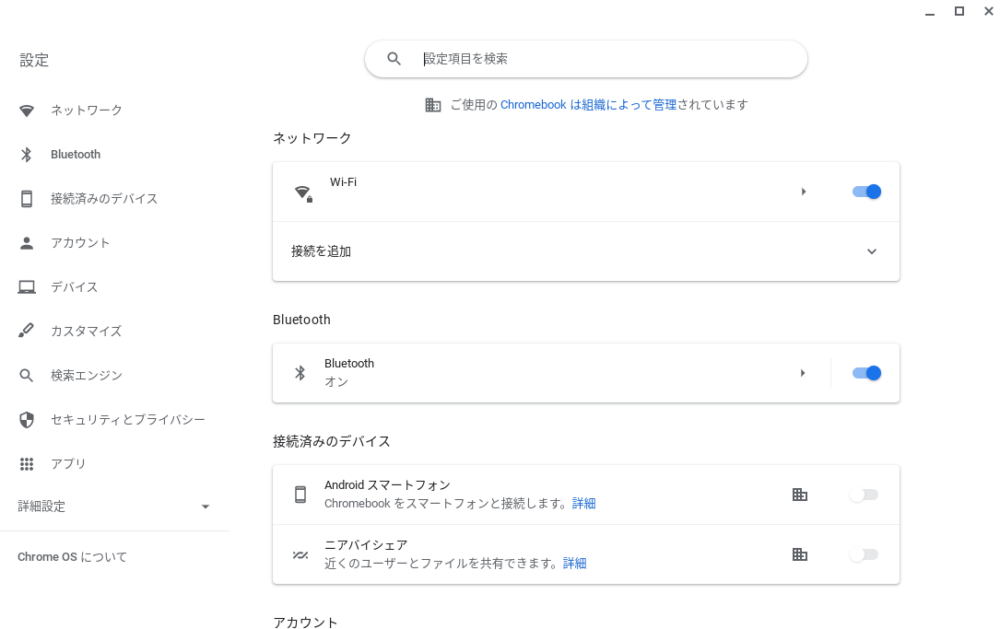 設定
設定項目を検索
ご使用の Chromebook は組織によって管理されています
ネットワーク
Bluetooth
接続済みのデバイス
アカウント
デバイス
カスタマイズ
検索エンジン
セキュリティとプライバシー
アプリ
詳細設定
Chrome OS について
ネットワーク
Wi-Fi
接続を追加
Bluetooth
Bluetooth
オン
接続済みのデバイス
Android スマートフォン
Chromebook をスマートフォンと接続します。詳細
ニアバイシェア
近くのユーザーとファイルを共有できます。詳細
アカウント